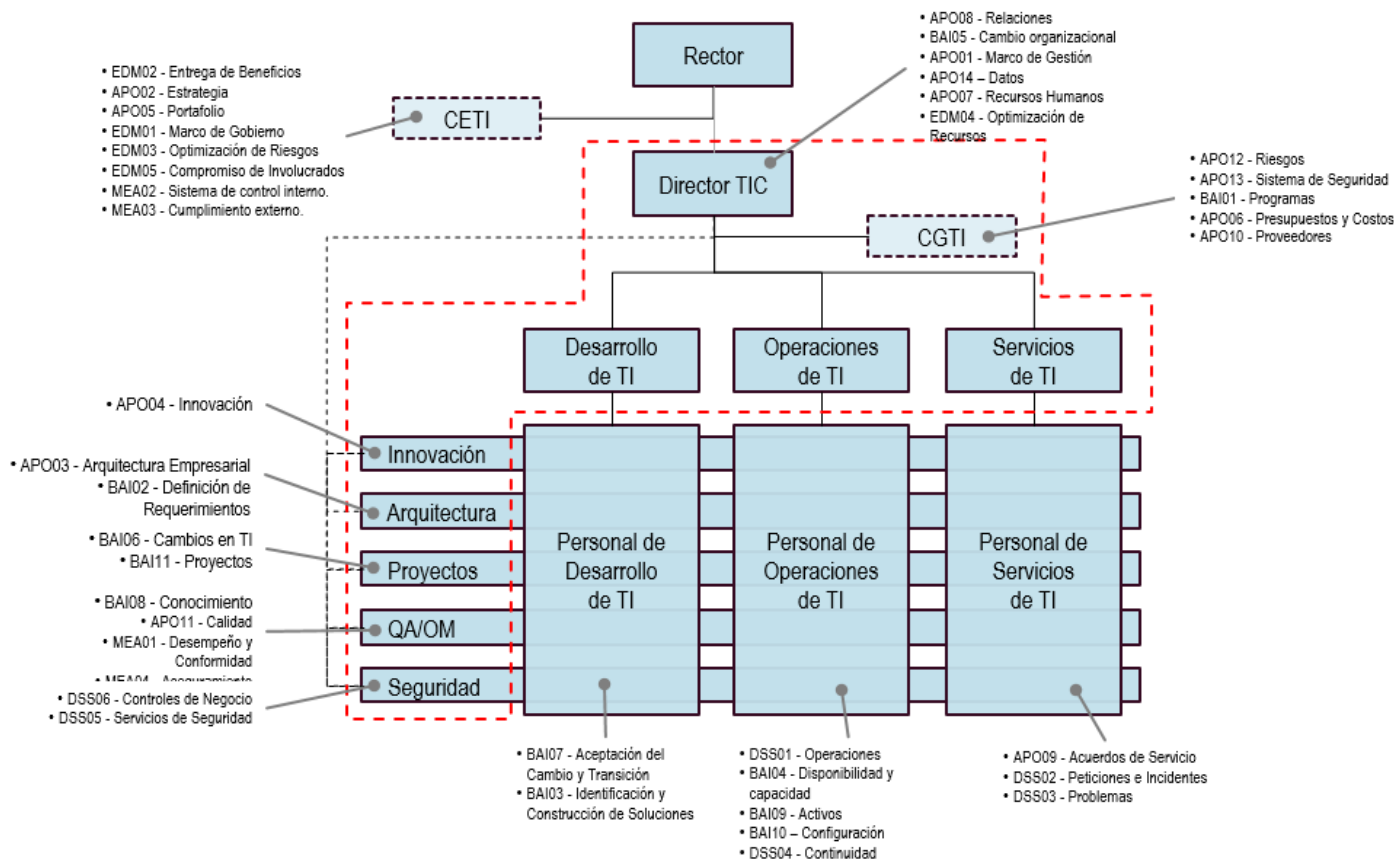 Rector
• APO08 - Relaciones
• BAI05 - Cambio organizacional
• APO01 - Marco de Gestión
• APO14 – Datos
• APO07 - Recursos Humanos
• EDM04 - Optimización de
Recursos
• EDM02 - Entrega de Beneficios
• APO02 - Estrategia
• APO05 - Portafolio
• EDM01 - Marco de Gobierno
• EDM03 - Optimización de Riesgos
• EDM05 - Compromiso de Involucrados
• MEA02 - Sistema de control interno.
• MEA03 - Cumplimiento externo.
CETI
Director TIC
• APO12 - Riesgos
• APO13 - Sistema de Seguridad
• BAI01 - Programas
• APO06 - Presupuestos y Costos
• APO10 - Proveedores
CGTI
Desarrollo
de TI
Operaciones
de TI
Servicios
de TI
• APO04 - Innovación
• APO03 - Arquitectura Empresarial
• BAI02 - Definición de
Requerimientos
• BAI06 - Cambios en TI
• BAI11 - Proyectos
• BAI08 - Conocimiento
• APO11 - Calidad
• MEA01 - Desempeño y
Conformidad
• MEA04 - Aseguramiento
• DSS06 - Controles de Negocio
• DSS05 - Servicios de Seguridad
Innovación
Arquitectura
Proyectos
QA/OM
Seguridad
Personal de
Desarrollo
de TI
Personal de
Operaciones
de TI
Personal de
Servicios
de TI
• BAI07 - Aceptación del
Cambio y Transición
• BAI03 - Identificación y
Construcción de Soluciones
• DSS01 - Operaciones
• BAI04 - Disponibilidad y
capacidad
• BAI09 - Activos
• BAI10 – Configuración
• DSS04 - Continuidad
• APO09 - Acuerdos de Servicio
• DSS02 - Peticiones e Incidentes
• DSS03 - Problemas